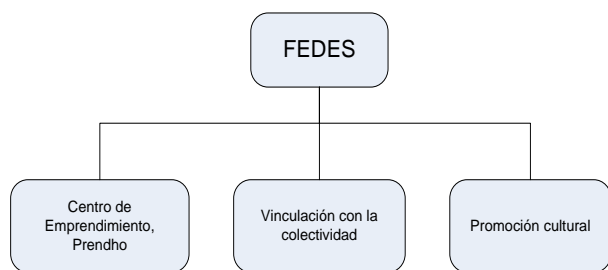 FEDES
Centro de
Emprendimiento,
Prendho
Vinculación con la
colectividad
Promoción cultural